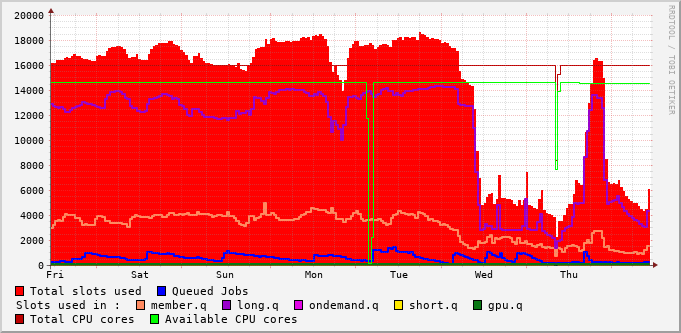 20000
18000
16000
14000
12000
10000
8000
6000
4000
2000
0
Fri Sat Sun Mon Tue Wed Thu
Total slots used Queued Jobs
Slots used in : member.q long.q ondemand.q short.q gpu.q
Total CPU cores Available CPU cores
RRDTOOL / TOBI OETIKER